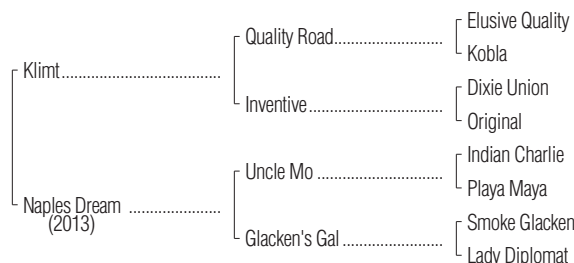 Elusive Quality
Quality Road
Kobla
Klimt
Dixie Union
Inventive
Original
Indian Charlie
Uncle Mo
Playa Maya
Naples Dream
(2013)
Smoke Glacken
Glacken's Gal
Lady Diplomat